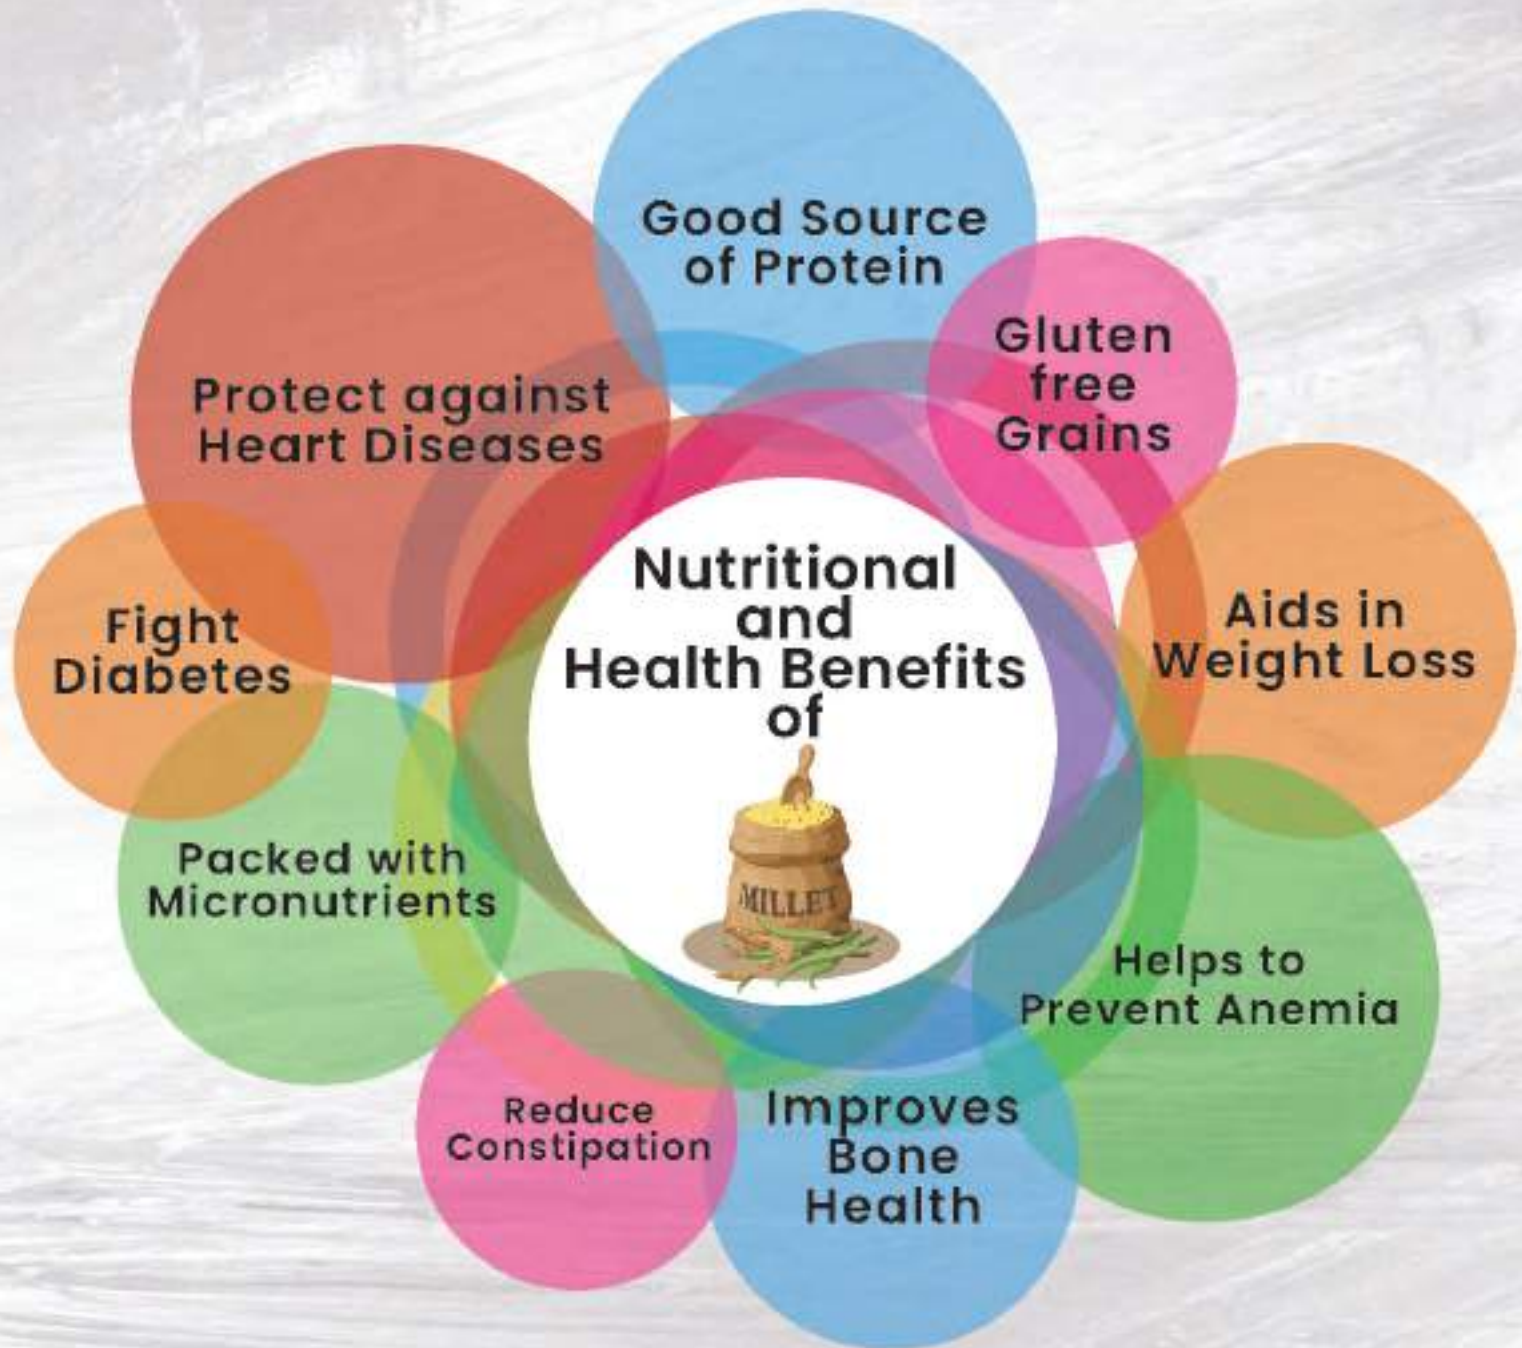 Good Source
of Protein
Gluten
free
Grains
Protect against
Heart Diseases
Nutritional
and
Health Benefits
of
MILLET
Aids in
Weight Loss
Fight
Diabetes
Packed with
Micronutrients
Helps to
Prevent Anemia
Reduce
Constipation
Improves
Bone
Health